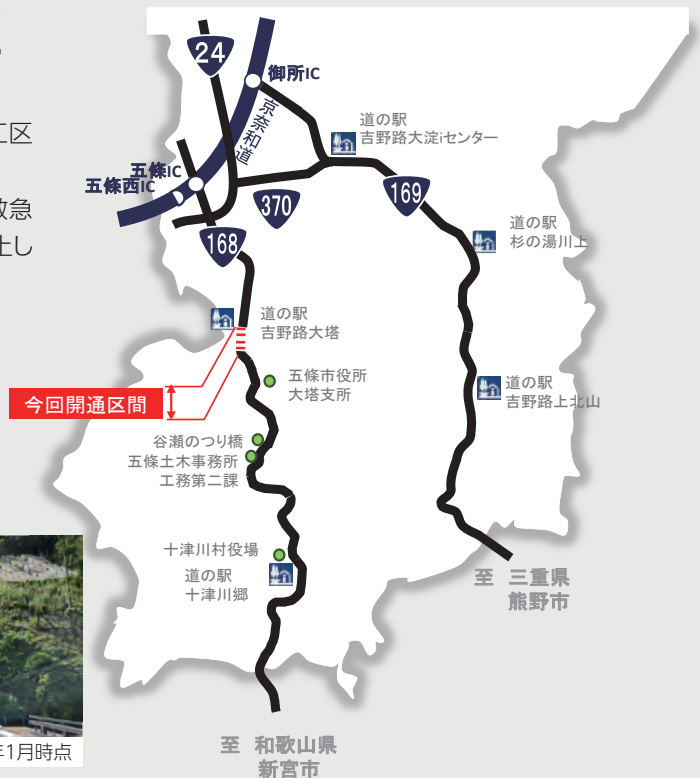 工区
救急
止し
24
御所IC
京奈和道
道の駅
吉野路大淀iセンター
五條IC
五條西IC
370
169
168
道の駅
杉の湯川上
道の駅
吉野路大塔
五條市役所
大塔支所
道の駅
吉野路上北山
今回開通区間
谷瀬のつり橋
五條土木事務所
工務第二課
十津川村役場
道の駅
十津川郷
至 三重県
熊野市
年1月時点
至 和歌山県
新宮市